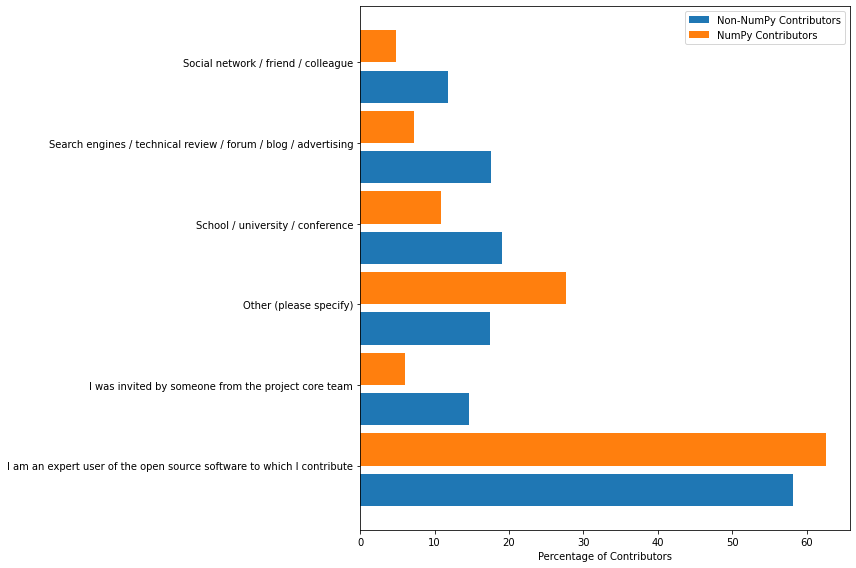 Non-NumPy Contributors
NumPy Contributors
Social network / friend / colleague
Search engines / technical review / forum / blog / advertising
School / university / conference
Other (please specify)
I was invited by someone from the project core team
I am an expert user of the open source software to which I contribute
0 10 20 30 40 50 60
Percentage of Contributors